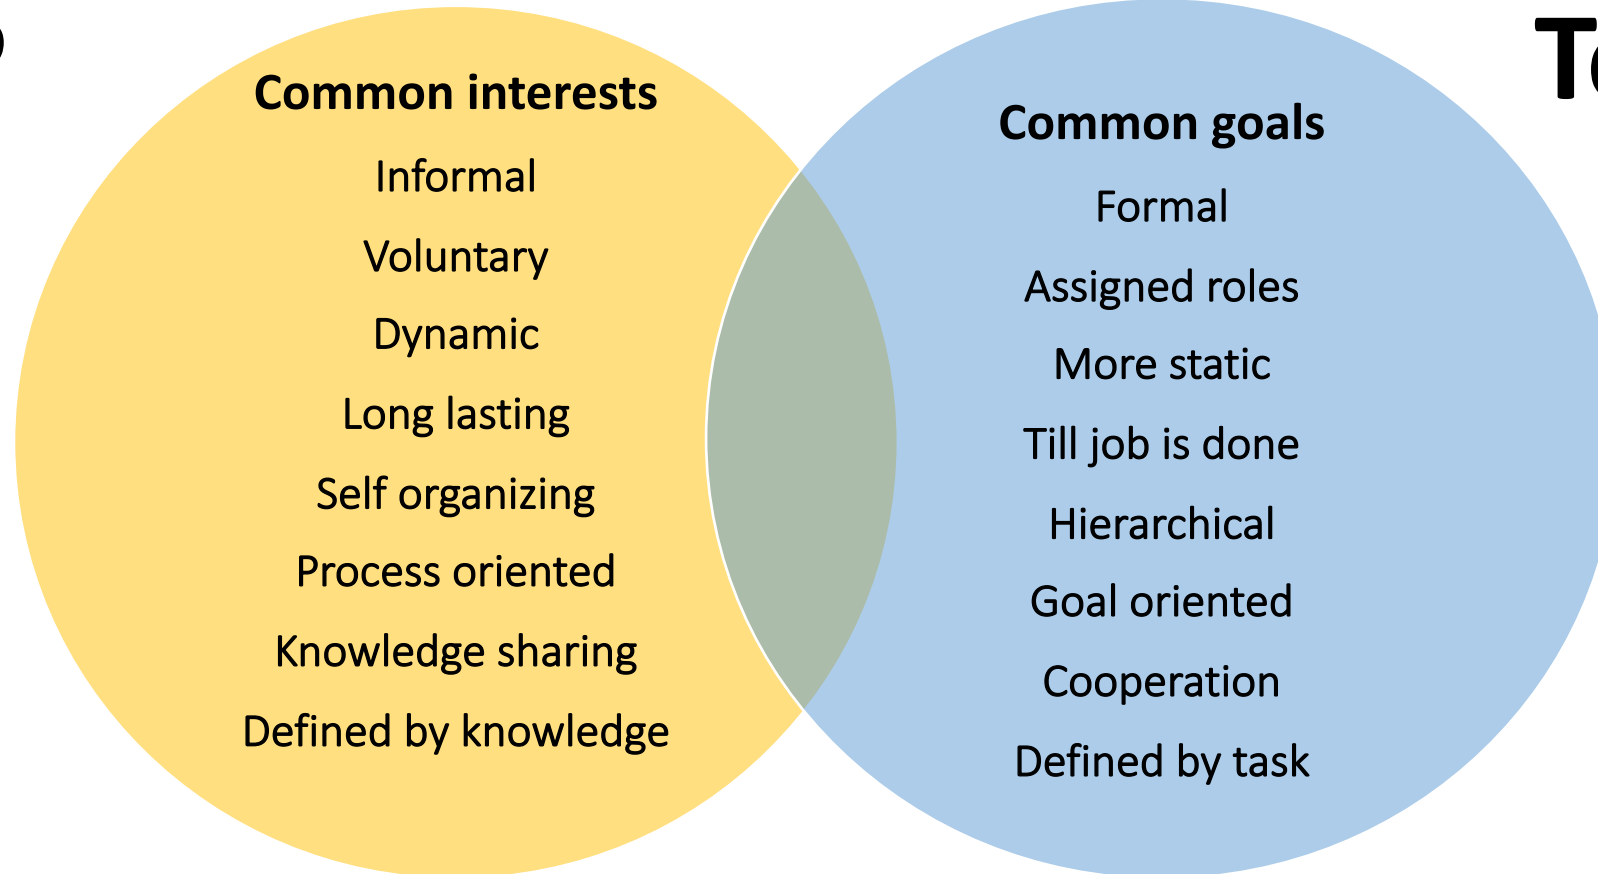 Common interests
Informal
Voluntary
Dynamic
Long lasting
Self organizing
Process oriented
Knowledge sharing
Defined by knowledge
Common goals
Formal
Assigned roles
More static
Till job is done
Hierarchical
Goal oriented
Cooperation
Defined by task